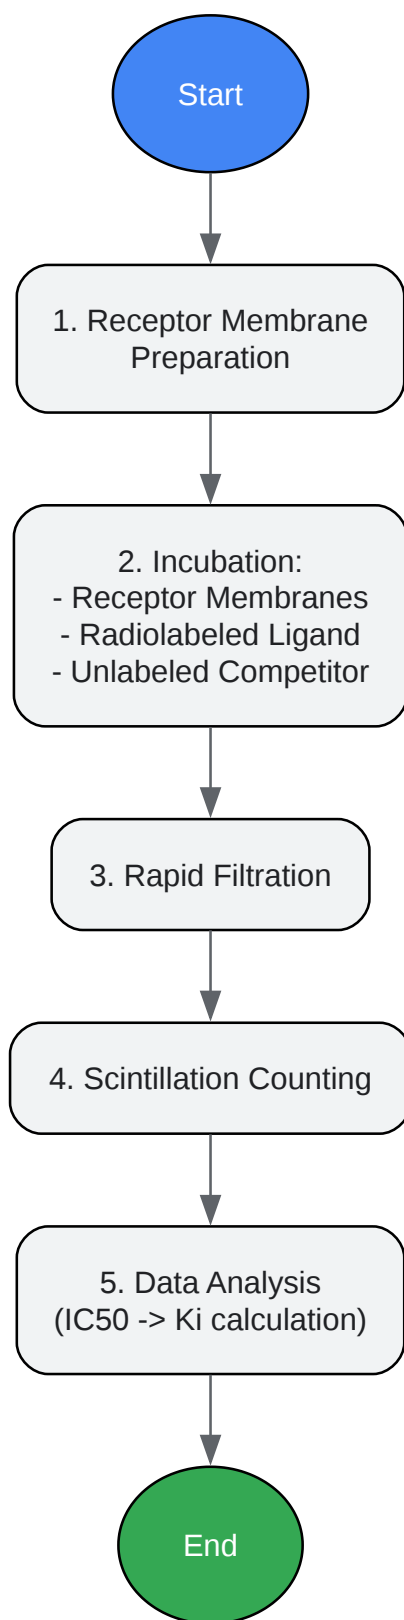 Start
1. Receptor Membrane
Preparation
2. Incubation:
- Receptor Membranes
- Radiolabeled Ligand
- Unlabeled Competitor
3. Rapid Filtration
4. Scintillation Counting
5. Data Analysis
(IC50 -> Ki calculation)
End